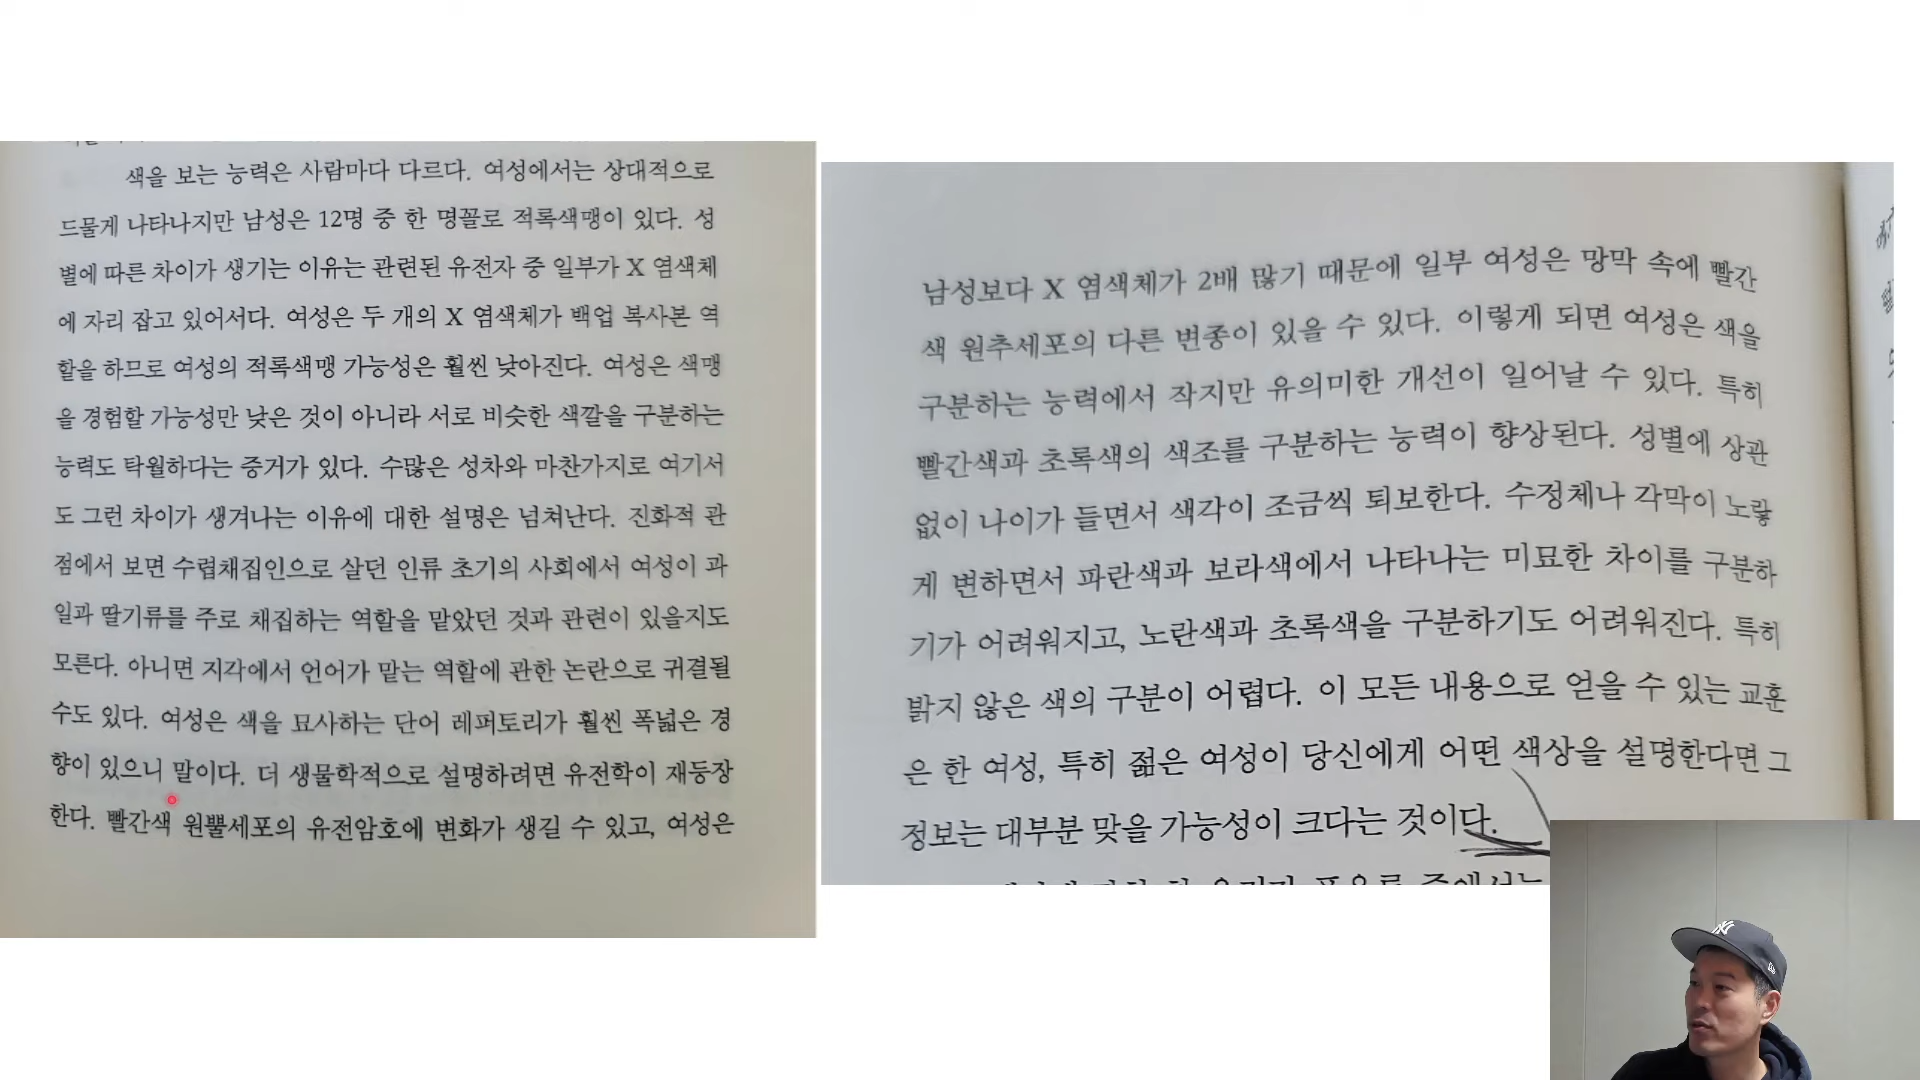 색을 보는 능력은 사람마다 다르다. 여성에서는 상대적으로
드물게 나타나지만 남성은 12명 중 한 명꼴로 적록색맹이 있다. 성
별에 따른 차이가 생기는 이유는 관련된 유전자 중 일부가 X 염색체
에 자리 잡고 있어서다. 여성은 두 개의 X 염색체가 백업 복사본 역
할을 하므로 여성의 적록색맹 가능성은 훨씬 낮아진다. 여성은 색맹
을 경험할 가능성만 낮은 것이 아니라 서로 비슷한 색깔을 구분하는
능력도 탁월하다는 증거가 있다. 수많은 성차와 마찬가지로 여기서
도 그런 차이가 생겨나는 이유에 대한 설명은 넘쳐난다. 진화적 관
점에서 보면 수렵채집인으로 살던 인류 초기의 사회에서 여성이 과
일과 딸기류를 주로 채집하는 역할을 맡았던 것과 관련이 있을지도
모른다. 아니면 지각에서 언어가 맡는 역할에 관한 논란으로 귀결될
수도 있다. 여성은 색을 묘사하는 단어 레퍼토리가 훨씬 폭넓은 경
향이 있으니 말이다. 더 생물학적으로 설명하려면 유전학이 재등장
한다. 빨간색 원뿔세포의 유전암호에 변화가 생길 수 있고, 여성은
남성보다 X 염색체가 2배 많기 때문에 일부 여성은 망막 속에 빨간
색 원추세포의 다른 변종이 있을 수 있다. 이렇게 되면 여성은 색을
구분하는 능력에서 작지만 유의미한 개선이 일어날 수 있다. 특히
빨간색과 초록색의 색조를 구분하는 능력이 향상된다. 성별에 상관
없이 나이가 들면서 색각이 조금씩 퇴보한다. 수정체나 각막이 노랗
게 변하면서 파란색과 보라색에서 나타나는 미묘한 차이를 구분하
기가 어려워지고, 노란색과 초록색을 구분하기도 어려워진다. 특히
밝지 않은 색의 구분이 어렵다. 이 모든 내용으로 얻을 수 있는 교훈
은 한 여성, 특히 젊은 여성이 당신에게 어떤 색상을 설명한다면 그
정보는 대부분 맞을 가능성이 크다는 것이다.